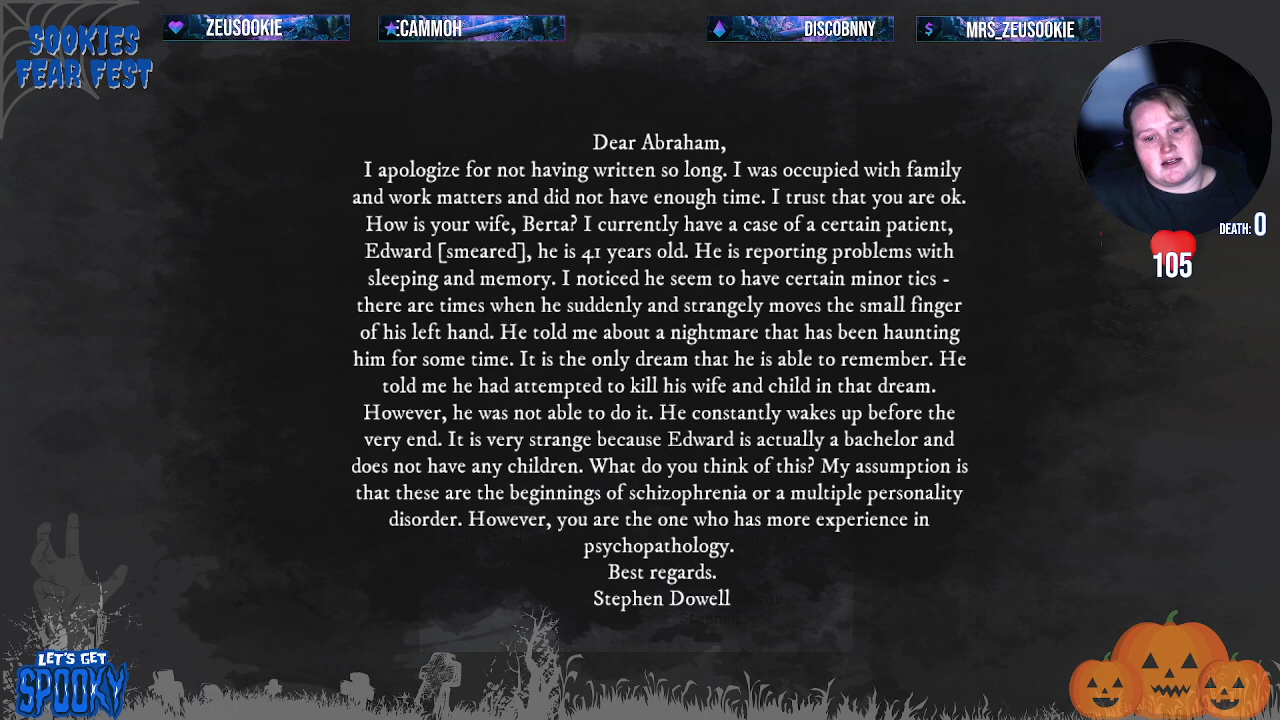 SOOKIES
FEAR FEST
ZEUSOOKIE
:CAMMOH
DISCOBNNY
$
MRS_ZEUSOOKIE
DEATH: 0
105
Dear Abraham,
I apologize for not having written so long. I was occupied with family
and work matters and did not have enough time. I trust that you are ok.
How is your wife, Berta? I currently have a case of a certain patient,
Edward [smeared], he is 41 years old. He is reporting problems with
sleeping and memory. I noticed he seem to have certain minor tics -
there are times when he suddenly and strangely moves the small finger
of his left hand. He told me about a nightmare that has been haunting
him for some time. It is the only dream that he is able to remember. He
told me he had attempted to kill his wife and child in that dream.
However, he was not able to do it. He constantly wakes up before the
very end. It is very strange because Edward is actually a bachelor and
does not have any children. What do you think of this? My assumption is
that these are the beginnings of schizophrenia or a multiple personality
disorder. However, you are the one who has more experience in
psychopathology.
Best regards.
Stephen Dowell
LET'S GET
SPOOKY